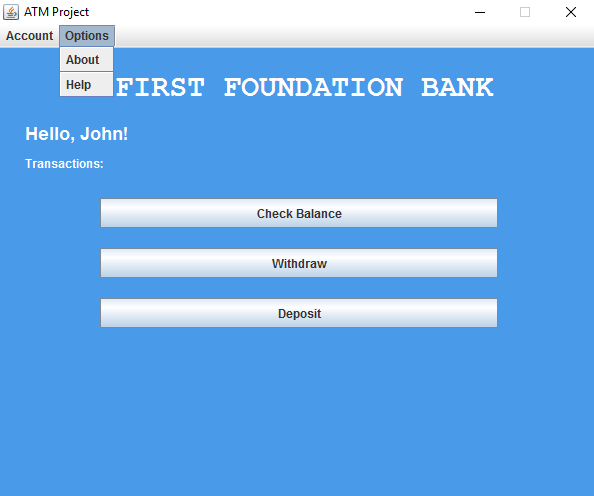 ATM Project
Account Options
About
Help
FIRST FOUNDATION BANK
Hello, John!
Transactions:
Check Balance
Withdraw
Deposit